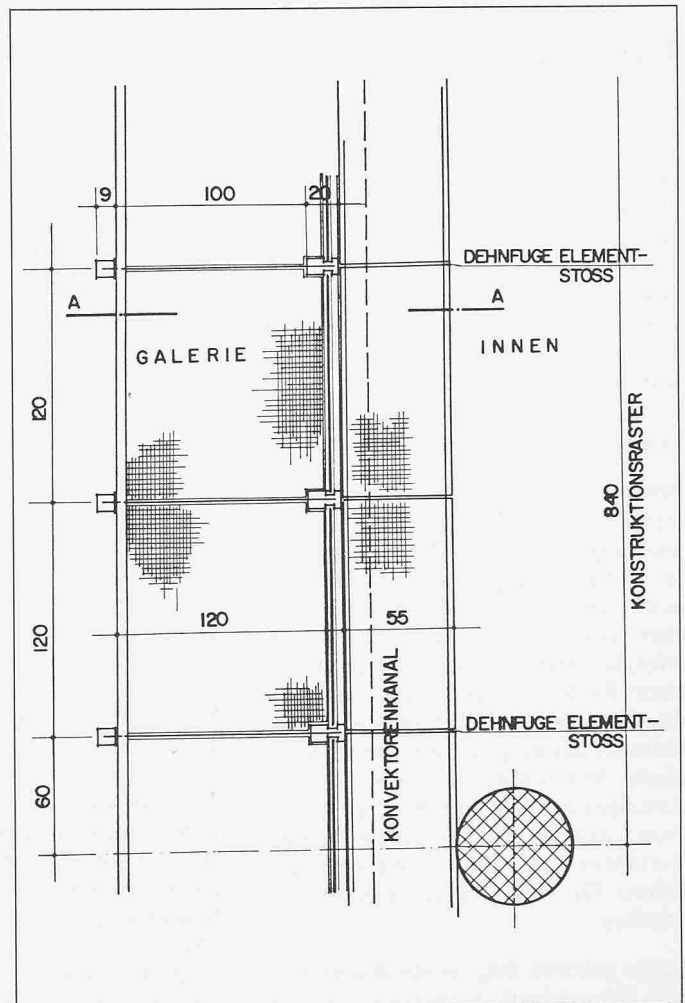 9
100
20
DEHNFUGE ELEMENT-
STOSS
A
A
GALERIE
INNEN
120
840
KONSTRUKTIONSRASTER
120
120
55
KONVEKTORENKANAL
DEHNFUGE ELEMENT-
STOSS
60